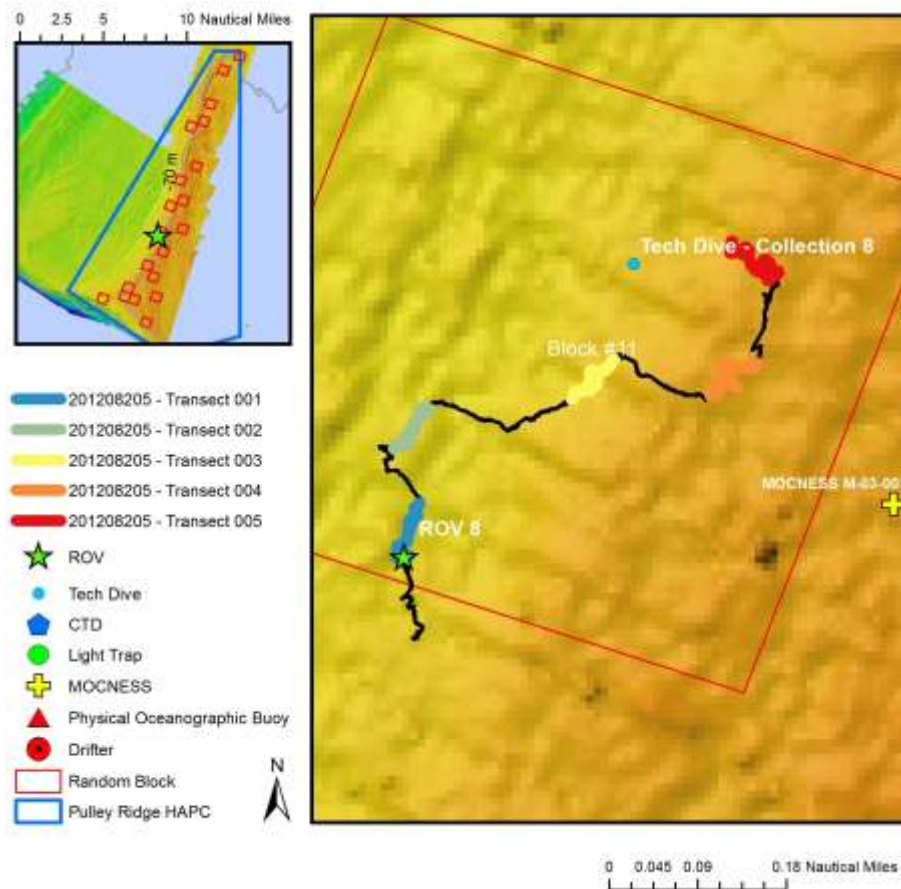 0 2.5 5 10 Nautical Miles
-70 m
Tech Dive - Collection 8
Block #11
ROV 8
MOCNESS M-03-00
201208205 - Transect 001
201208205 - Transect 002
201208205 - Transect 003
201208205 - Transect 004
201208205 - Transect 005
ROV
Tech Dive
CTD
Light Trap
MOCNESS
Physical Oceanographic Buoy
Drifter
Random Block
Pulley Ridge HAPC
N
0 0.045 0.09 0.18 Nautical Miles